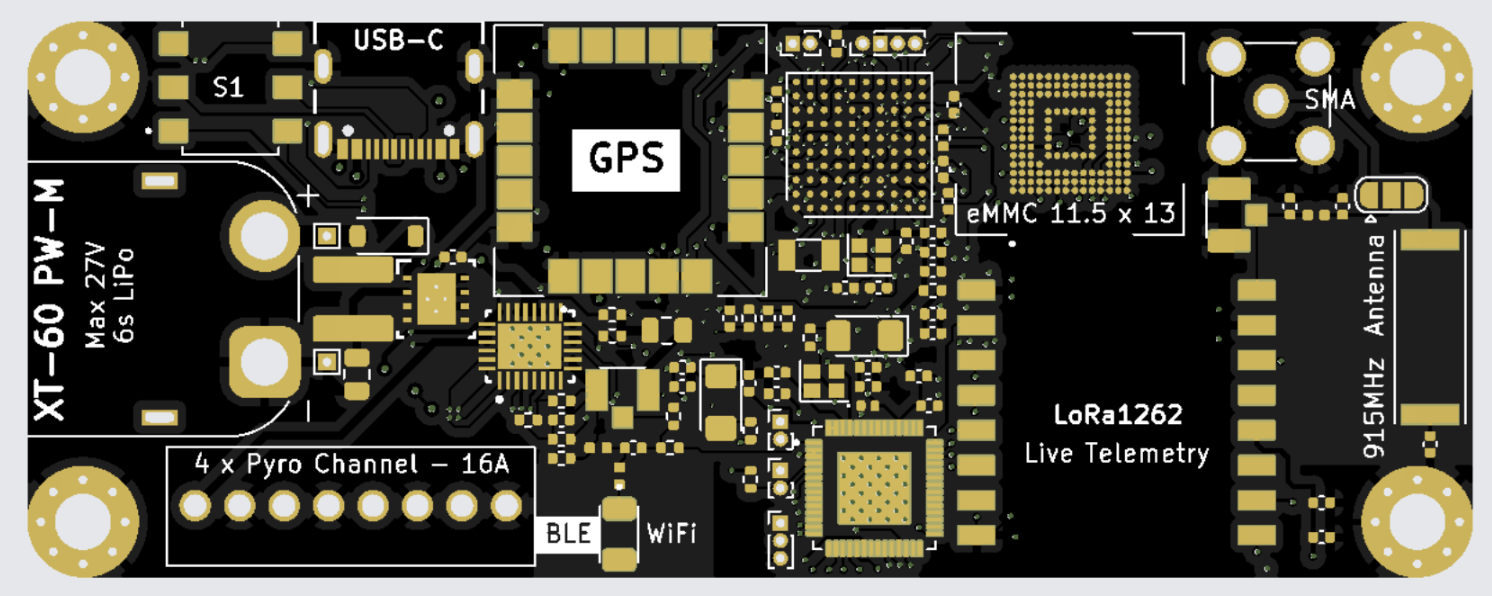 USB-C
S1
GPS
SMA
eMMC 11.5 x 13
+
XT-60 PW-M
Max 27V
6s LiPo
–
915MHz Antenna
LoRa1262
Live Telemetry
4 x Pyro Channel – 16A
BLE
WiFi